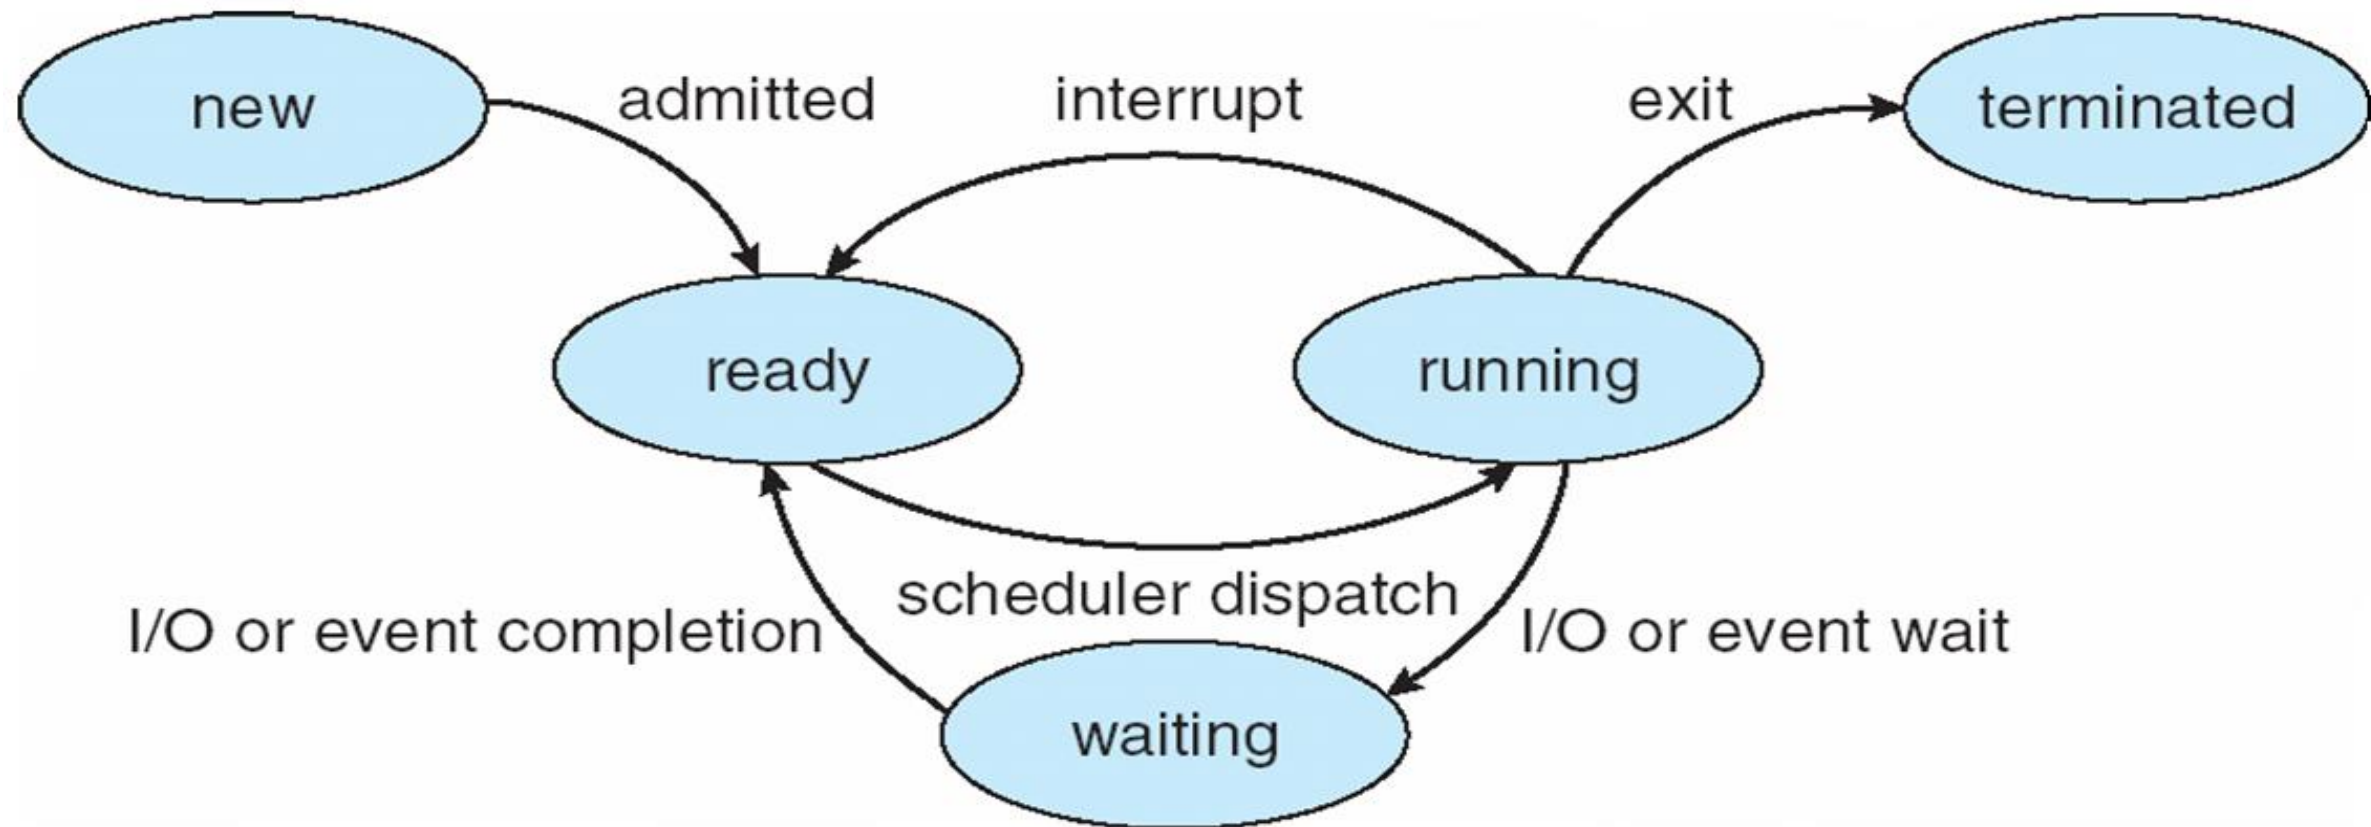 new
admitted
interrupt
exit
terminated
ready
running
scheduler dispatch
I/O or event completion
I/O or event wait
waiting